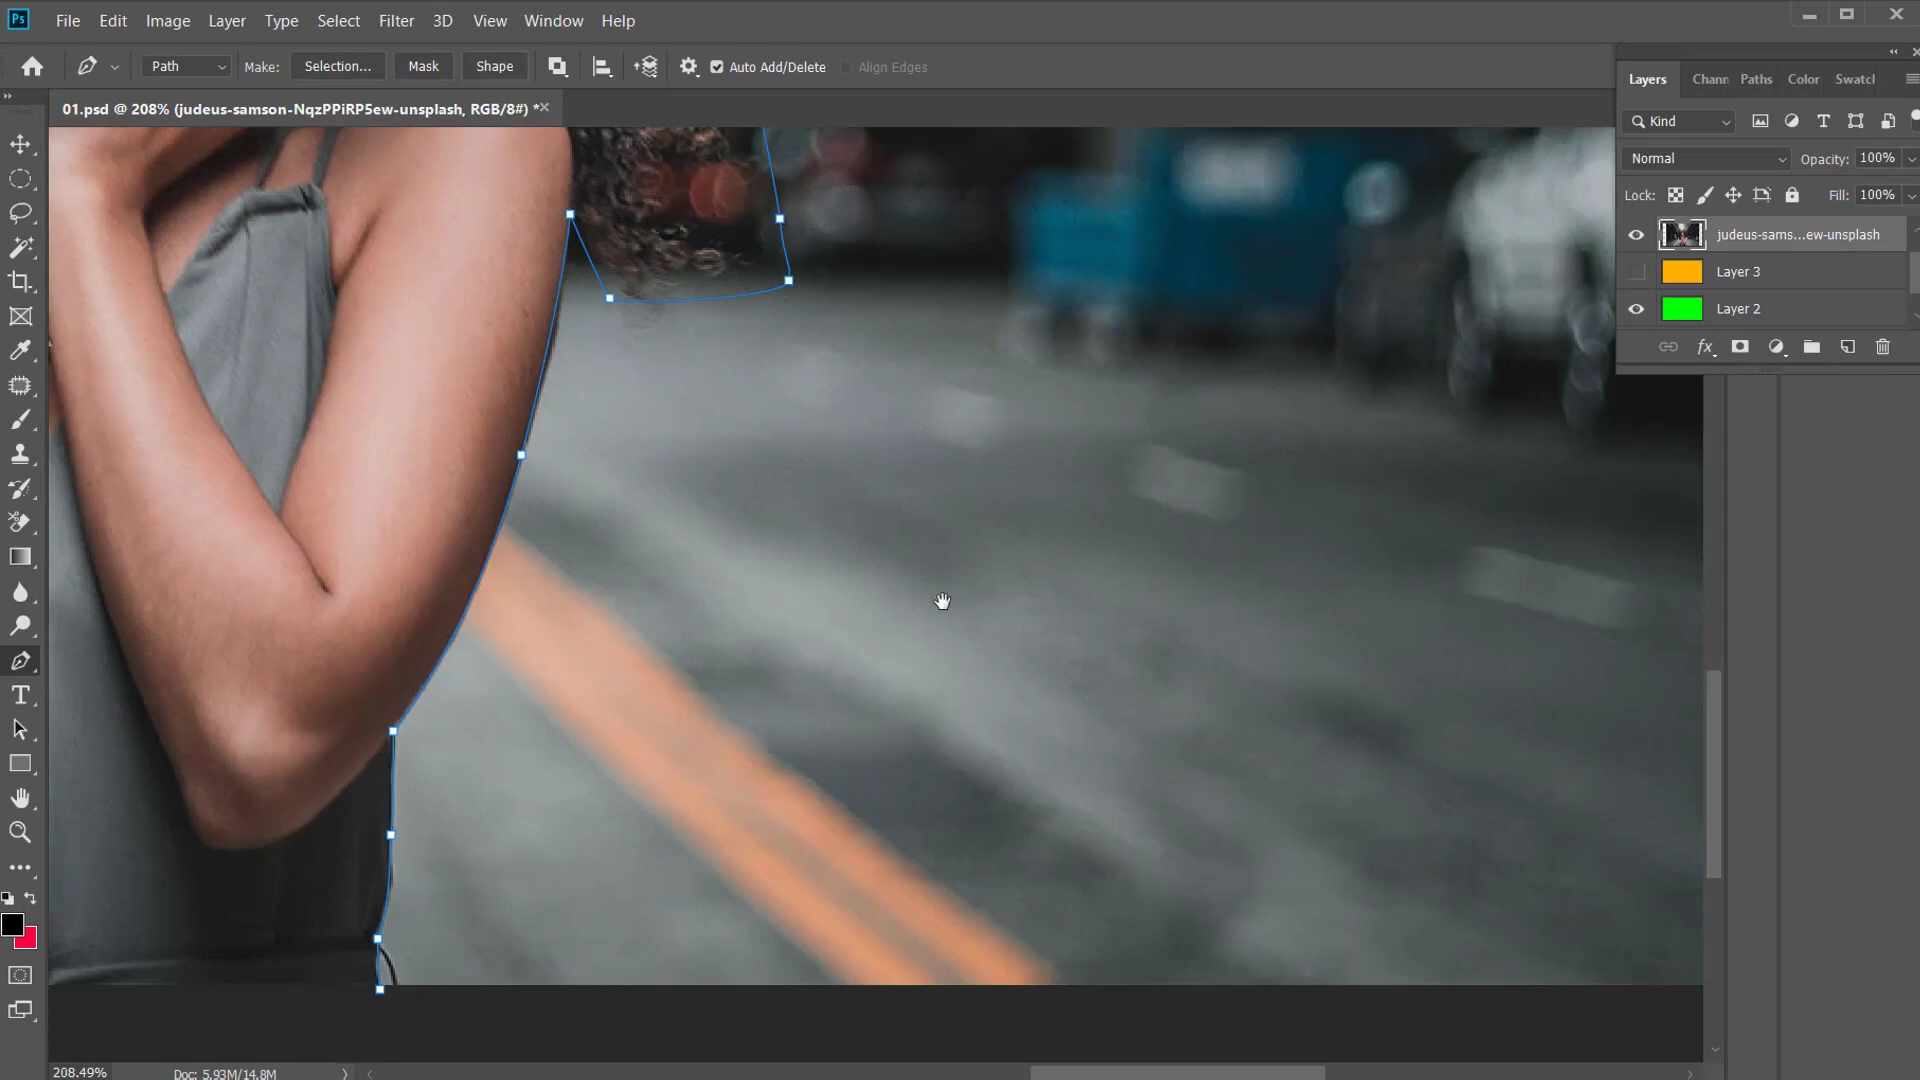 Ps File Edit Image Layer Type Select Filter 3D View Window Help
Path Make: Selection... Mask Shape Auto Add/Delete Align Edges
01.psd @ 208% (judeus-samson-NqzPPiRP5ew-unsplash, RGB/8#) *
Layers Chann Paths Color Swatcl
Kind
Normal Opacity: 100%
Lock: Fill: 100%
judeus-sams...ew-unsplash
Layer 3
Layer 2
fx
T
208.49% Doc: 5.93M/14.8M